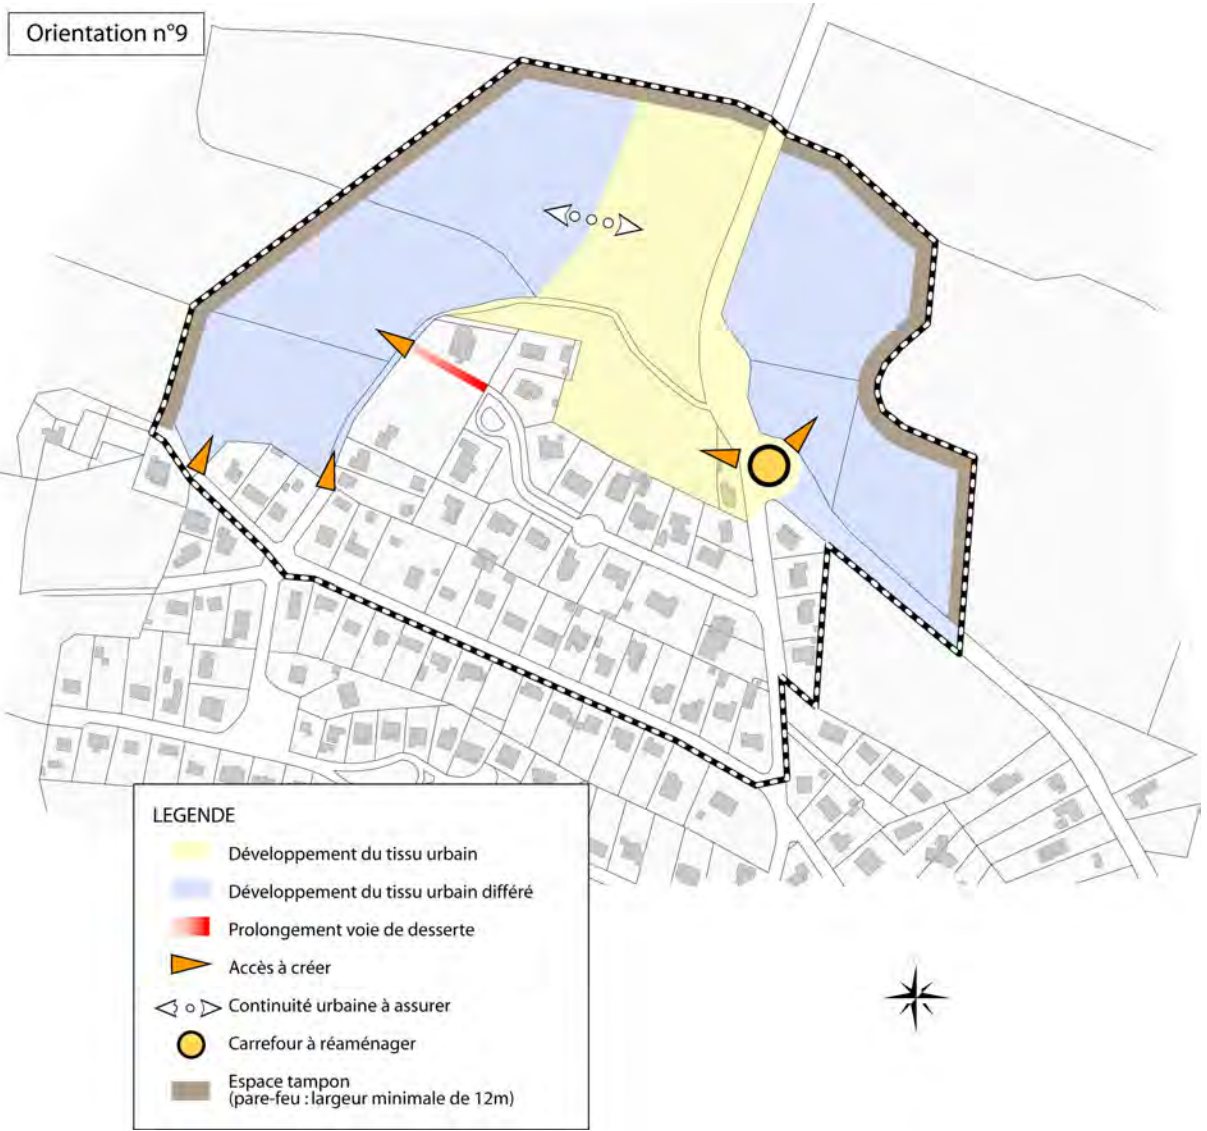 Orientation n°9
LEGENDE
Développement du tissu urbain
Développement du tissu urbain différé
Prolongement voie de desserte
Accès à créer
Continuité urbaine à assurer
Carrefour à réaménager
Espace tampon
(pare-feu : largeur minimale de 12m)